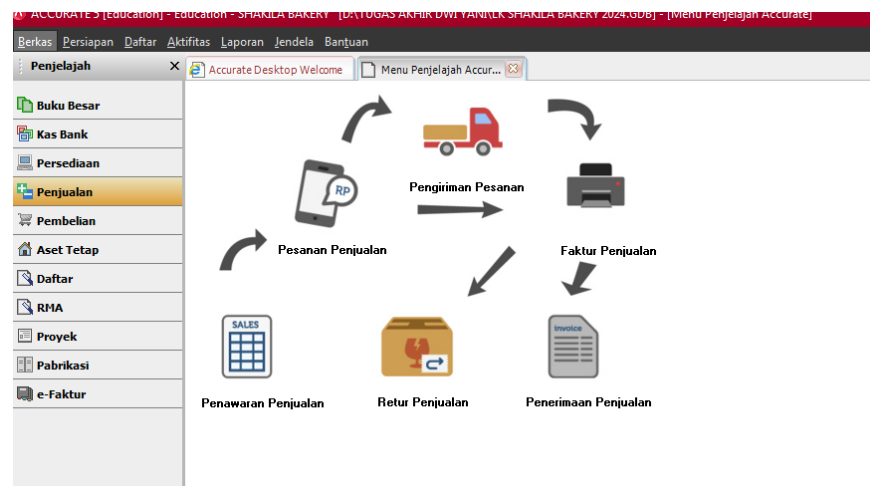 ACCURATE 5 [Education] - Education - SHAKILA BAKERY [D:\TUGAS AKHIR DWI YANI\LK SHAKILA BAKERY 2024.GDB] - [Menu Penjelajah Accurate]
Berkas Persiapan Daftar Aktifitas Laporan Jendela Bantuan
Penjelajah X Accurate Desktop Welcome Menu Penjelajah Accur...
Buku Besar
Kas Bank
Persediaan
Penjualan
Pembelian
Aset Tetap
Daftar
RMA
Proyek
Pabrikasi
e-Faktur
Pengiriman Pesanan
RP
Pesanan Penjualan
Faktur Penjualan
SALES
Invoice
Penawaran Penjualan
Retur Penjualan
Penerimaan Penjualan